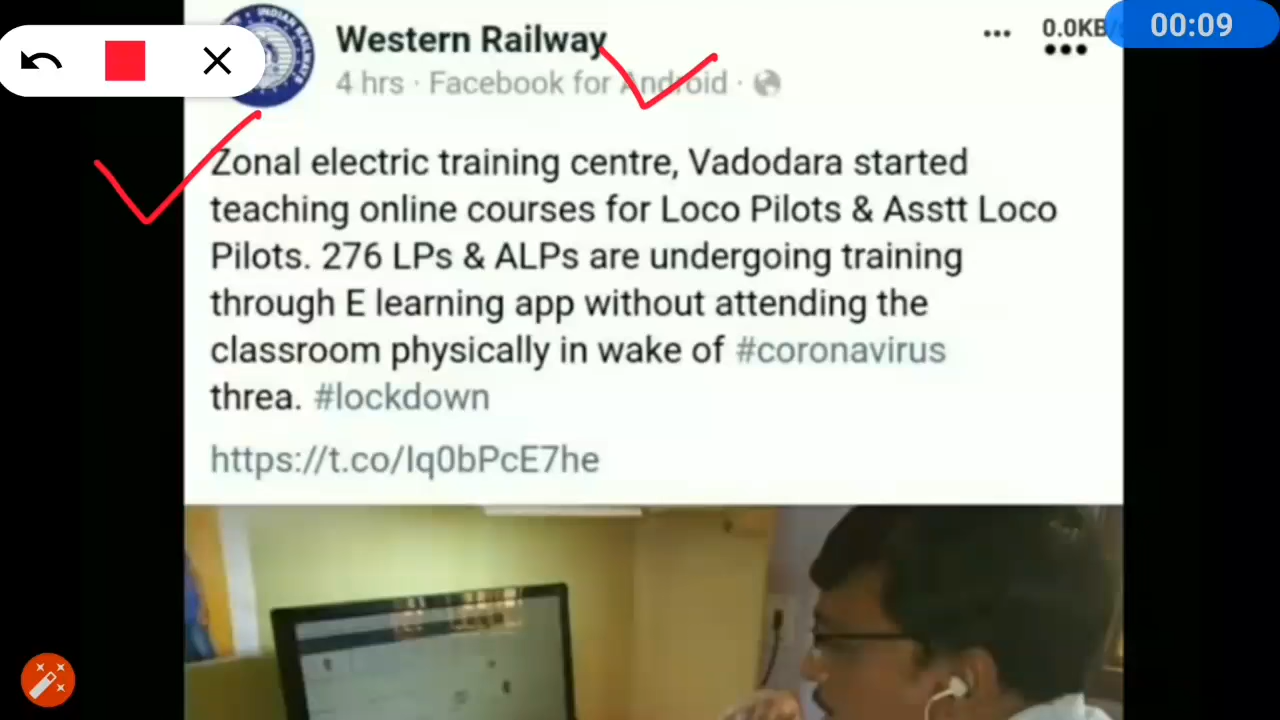 Western Railway
0.0KB/
00:09
4 hrs · Facebook for Android ·
Zonal electric training centre, Vadodara started
teaching online courses for Loco Pilots & Asstt Loco
Pilots. 276 LPs & ALPs are undergoing training
through E learning app without attending the
classroom physically in wake of #coronavirus
threa. #lockdown
https://t.co/Iq0bPcE7he